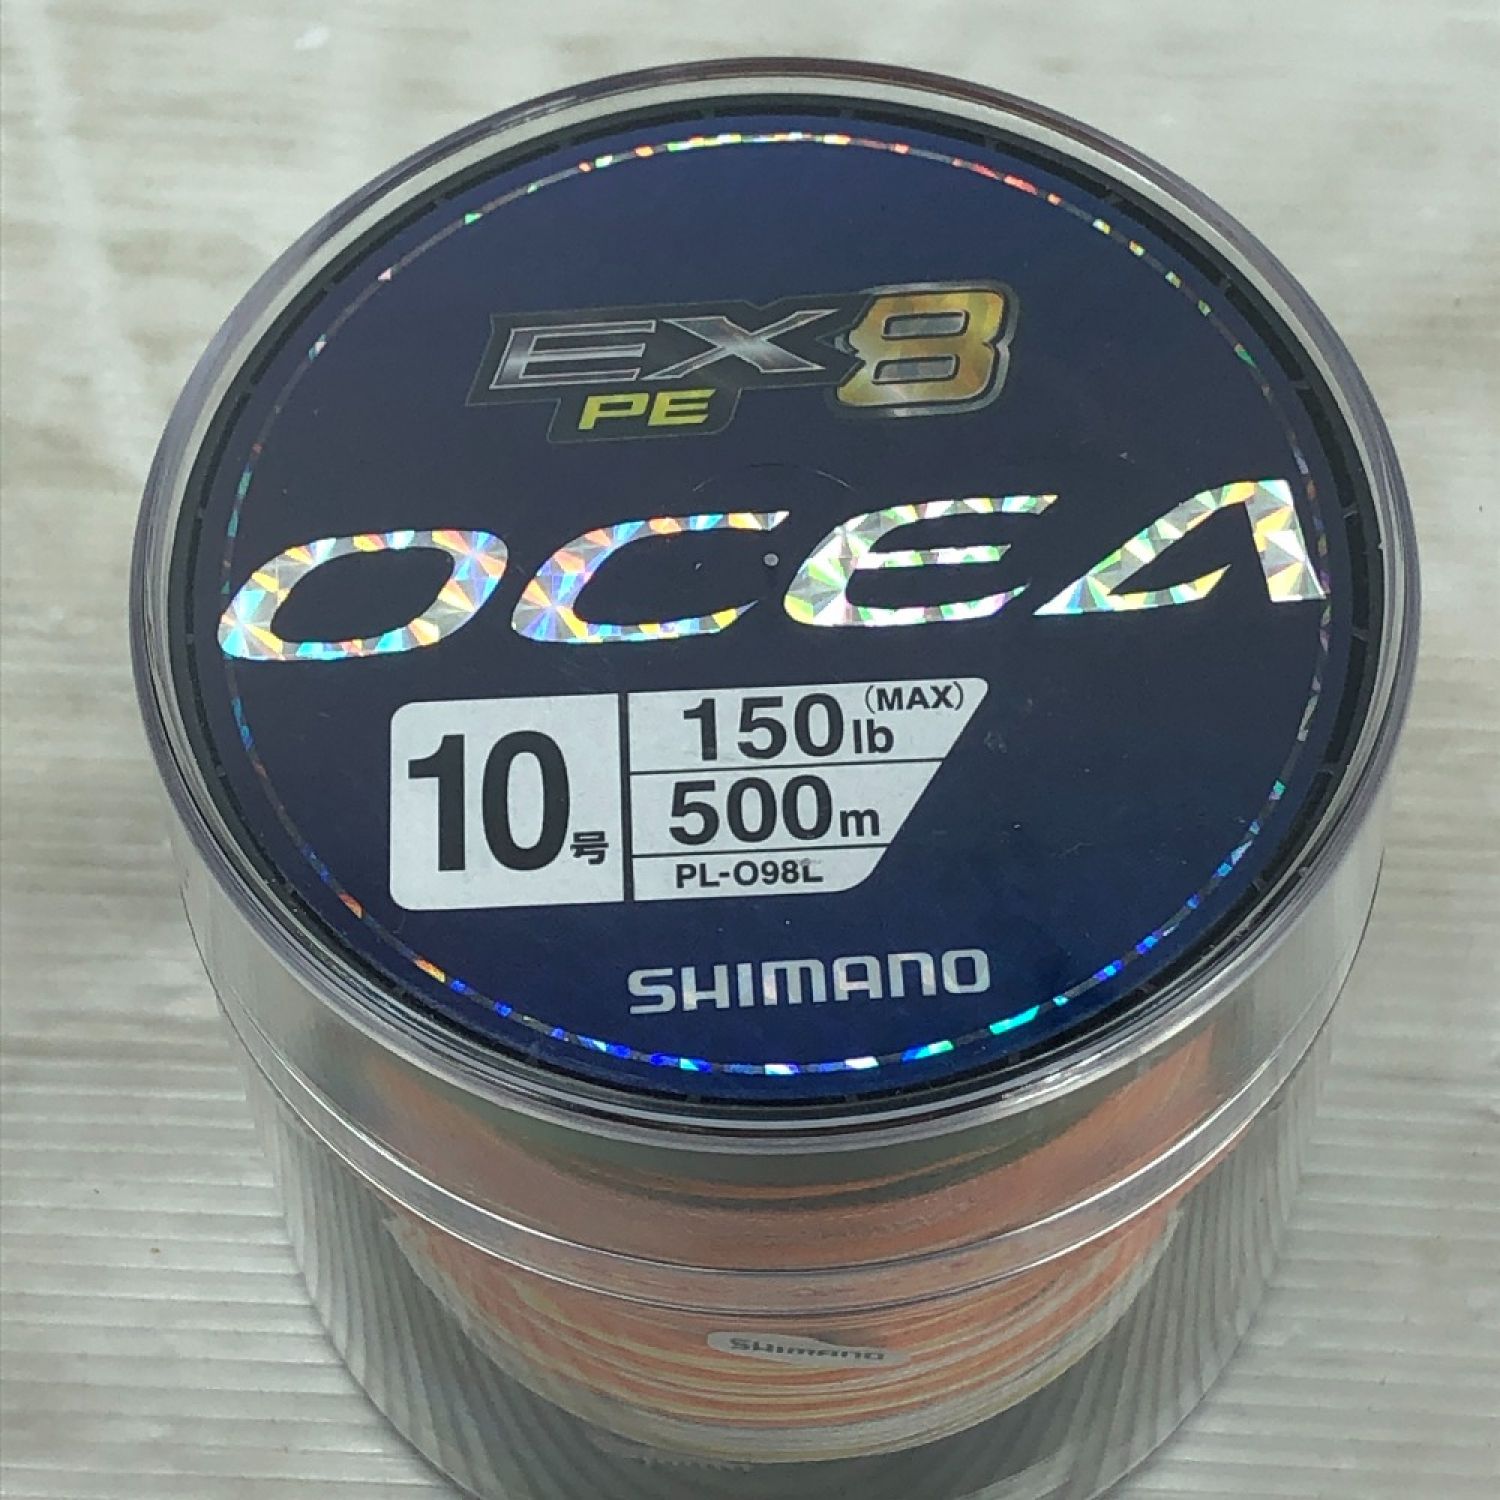 EX8
PE
OCEA
10号
150lb (MAX)
500m
PL-O98L
SHIMANO
SHIMANO